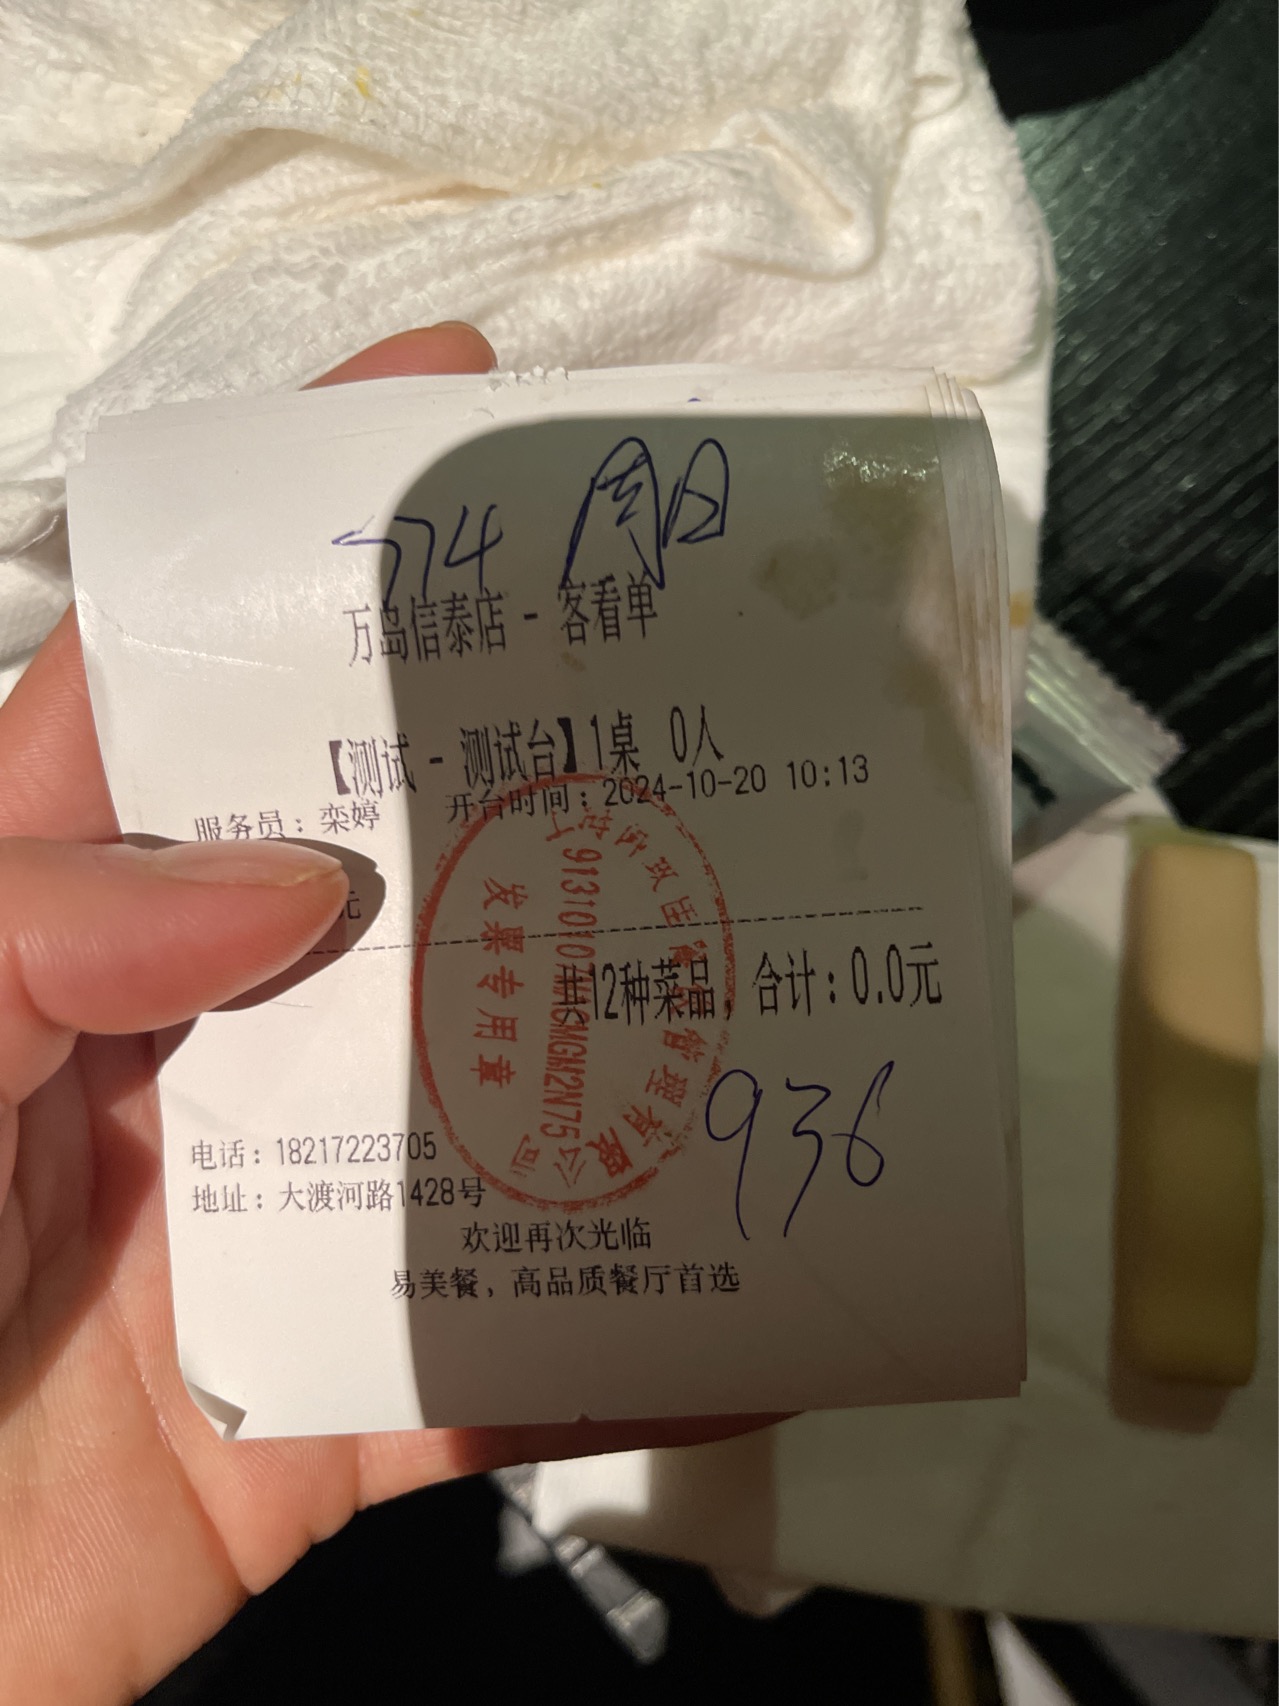 774 周日
万岛信泰店 - 客看单
【测试 - 测试台】1桌 0人
服务员：栾婷 开台时间：2024-10-20 10:13
元
共12种菜品 合计：0.0元
发票专用章
936
电话：18217223705
地址：大渡河路1428号
欢迎再次光临
易美餐，高品质餐厅首选